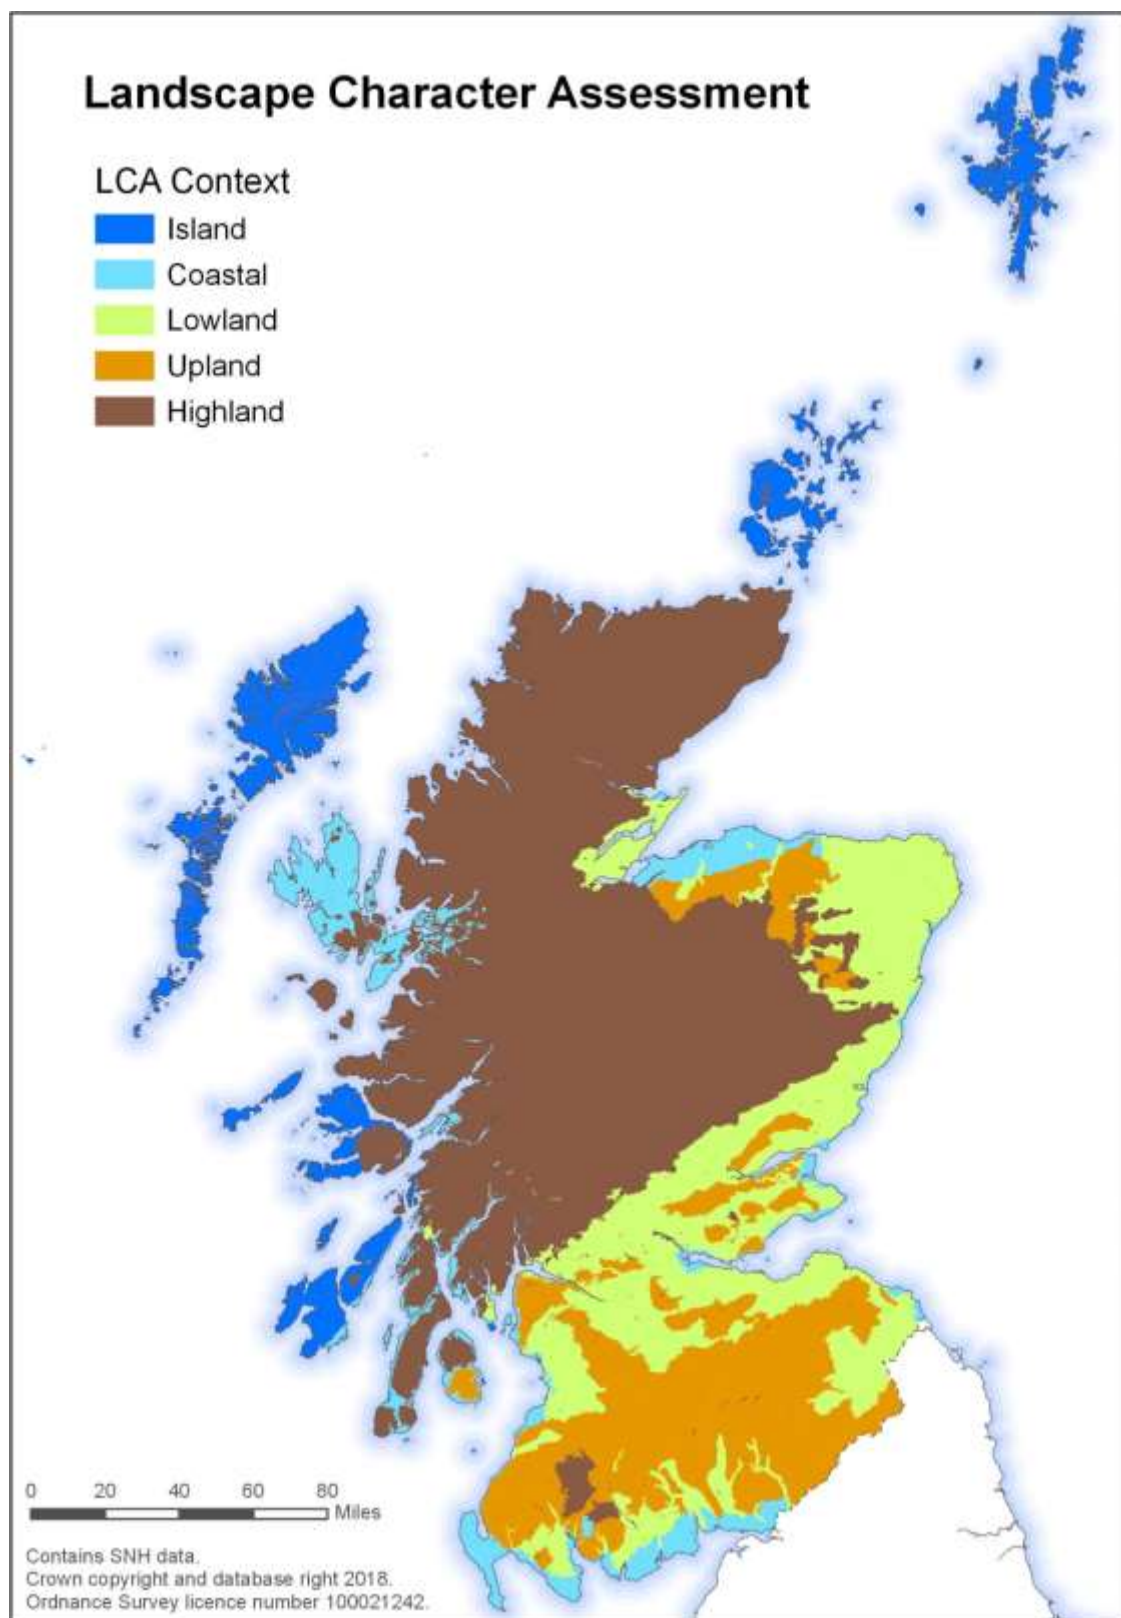 Landscape Character Assessment
LCA Context
Island
Coastal
Lowland
Upland
Highland
0 20 40 60 80
Miles
Contains SNH data.
Crown copyright and database right 2018.
Ordnance Survey licence number 100021242.